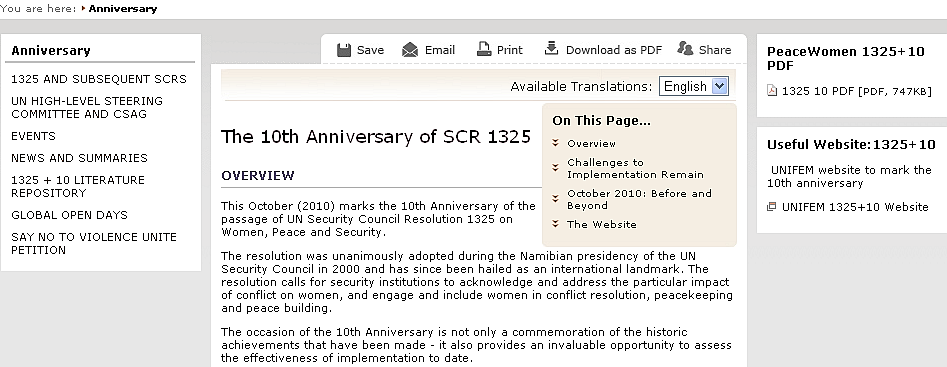 You are here: Anniversary
Anniversary
1325 AND SUBSEQUENT SCRS
UN HIGH-LEVEL STEERING
COMMITTEE AND CSAG
EVENTS
NEWS AND SUMMARIES
1325 + 10 LITERATURE
REPOSITORY
GLOBAL OPEN DAYS
SAY NO TO VIOLENCE UNITE
PETITION
Save Email Print Download as PDF Share
Available Translations: English
The 10th Anniversary of SCR 1325
On This Page...
Overview
Challenges to
Implementation Remain
October 2010: Before and
Beyond
The Website
OVERVIEW
This October (2010) marks the 10th Anniversary of the
passage of UN Security Council Resolution 1325 on
Women, Peace and Security.
The resolution was unanimously adopted during the Namibian presidency of the UN
Security Council in 2000 and has since been hailed as an international landmark. The
resolution calls for security institutions to acknowledge and address the particular impact
of conflict on women, and engage and include women in conflict resolution, peacekeeping
and peace building.
The occasion of the 10th Anniversary is not only a commemoration of the historic
achievements that have been made - it also provides an invaluable opportunity to assess
the effectiveness of implementation to date.
PeaceWomen 1325+10
PDF
1325 10 PDF [PDF, 747KB]
Useful Website:1325+10
UNIFEM website to mark the
10th anniversary
UNIFEM 1325+10 Website